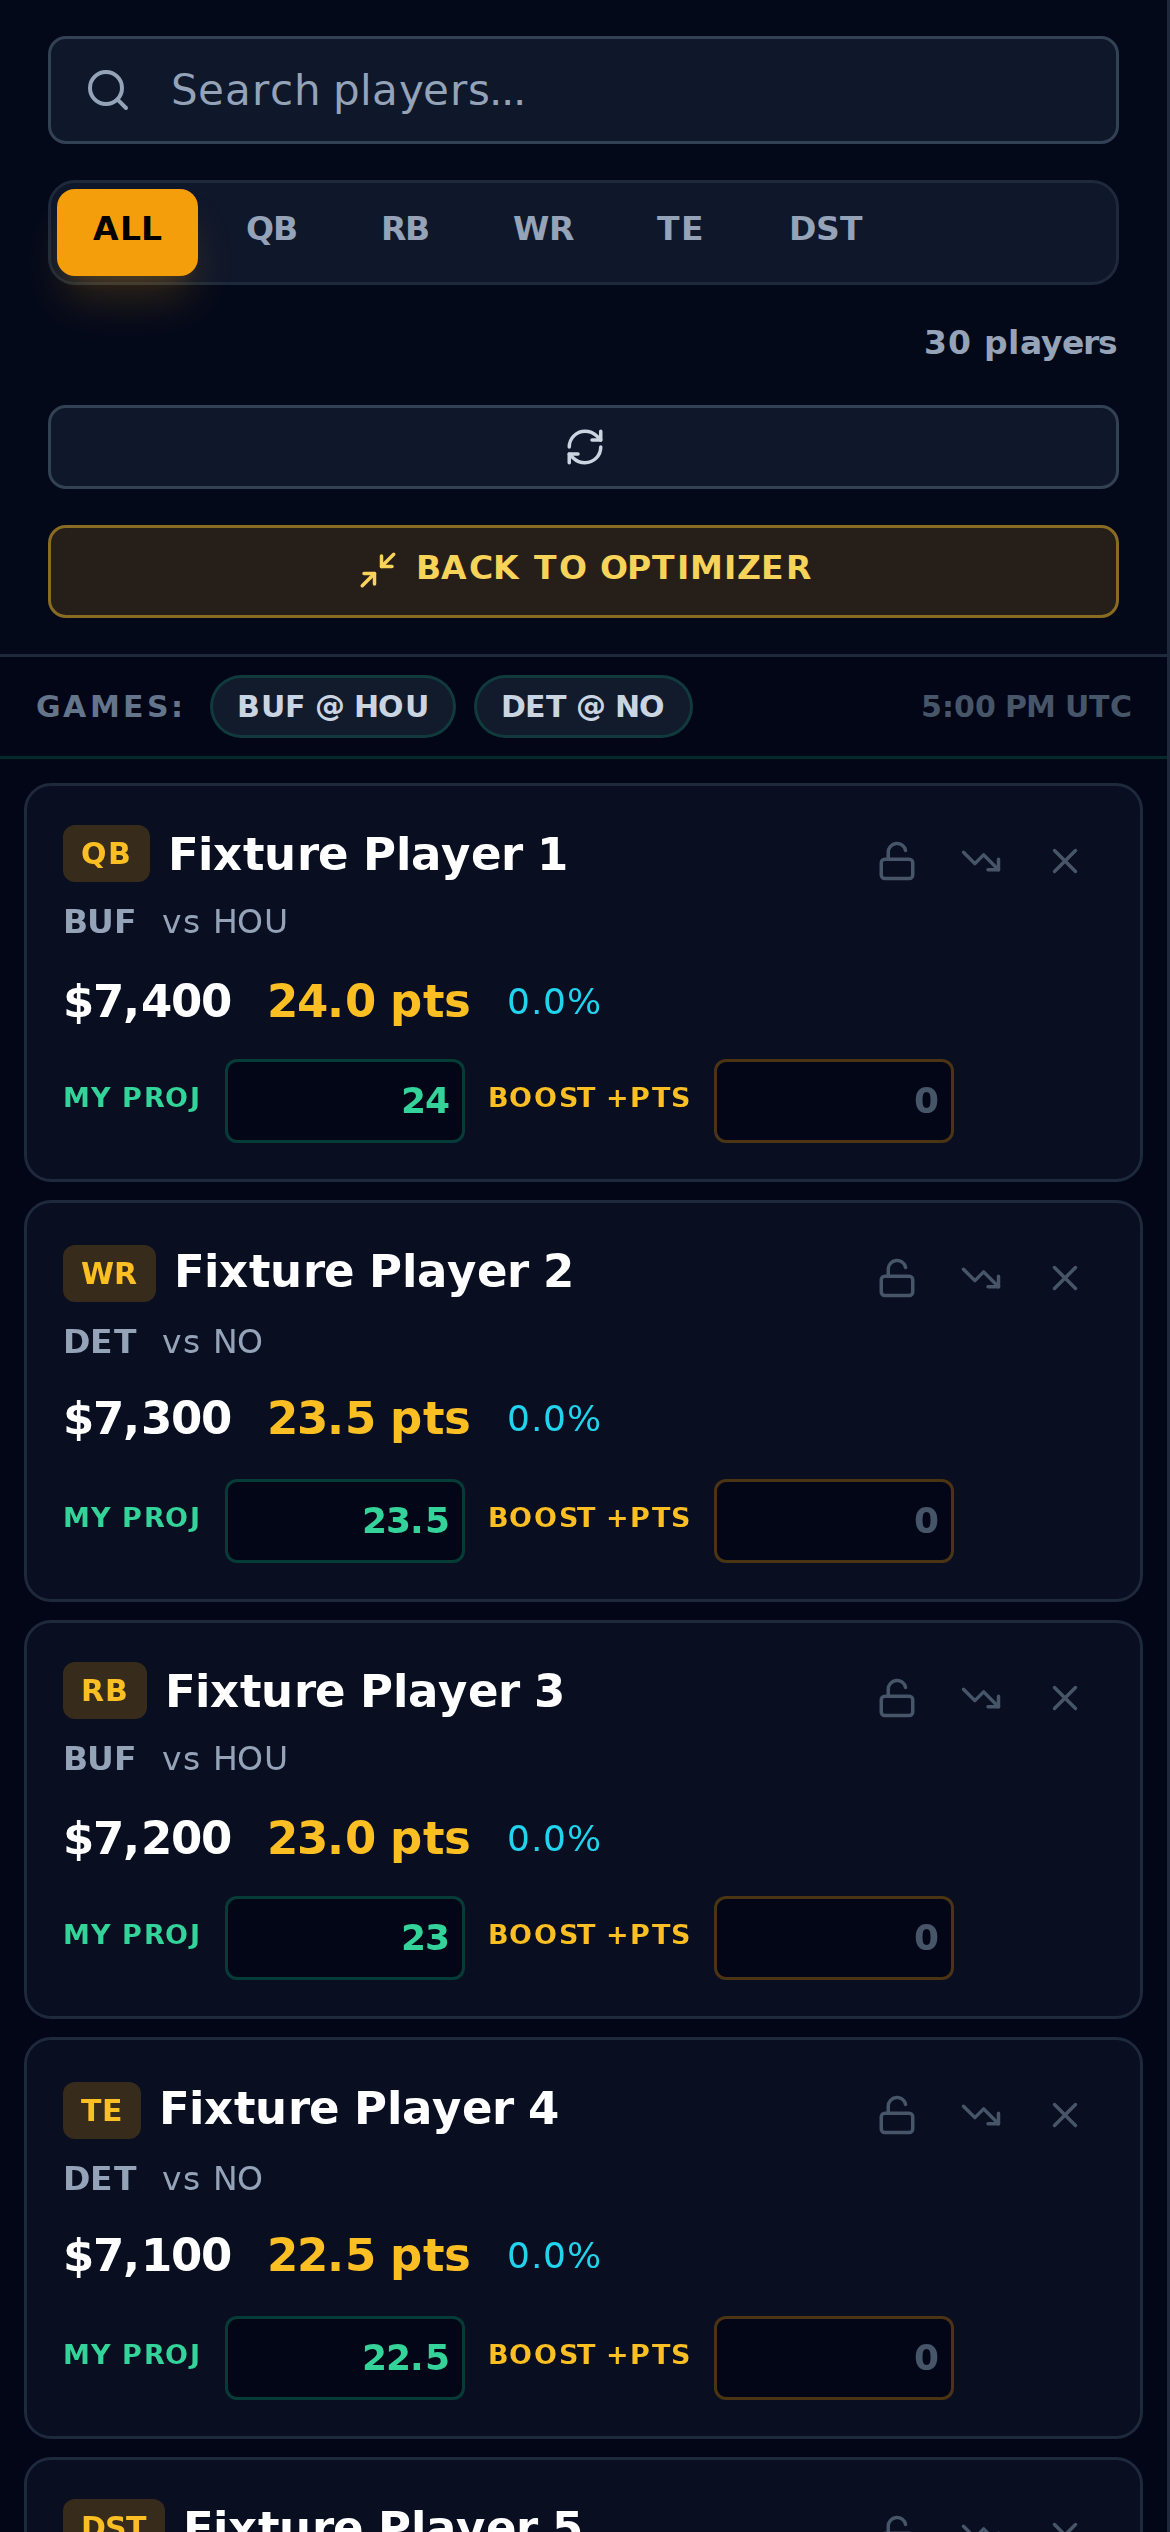 Search players...
ALL QB RB WR TE DST
30 players
BACK TO OPTIMIZER
GAMES: BUF @ HOU DET @ NO 5:00 PM UTC
QB Fixture Player 1
BUF vs HOU
$7,400 24.0 pts 0.0%
MY PROJ 24 BOOST +PTS 0
WR Fixture Player 2
DET vs NO
$7,300 23.5 pts 0.0%
MY PROJ 23.5 BOOST +PTS 0
RB Fixture Player 3
BUF vs HOU
$7,200 23.0 pts 0.0%
MY PROJ 23 BOOST +PTS 0
TE Fixture Player 4
DET vs NO
$7,100 22.5 pts 0.0%
MY PROJ 22.5 BOOST +PTS 0
DST Fixture Player 5